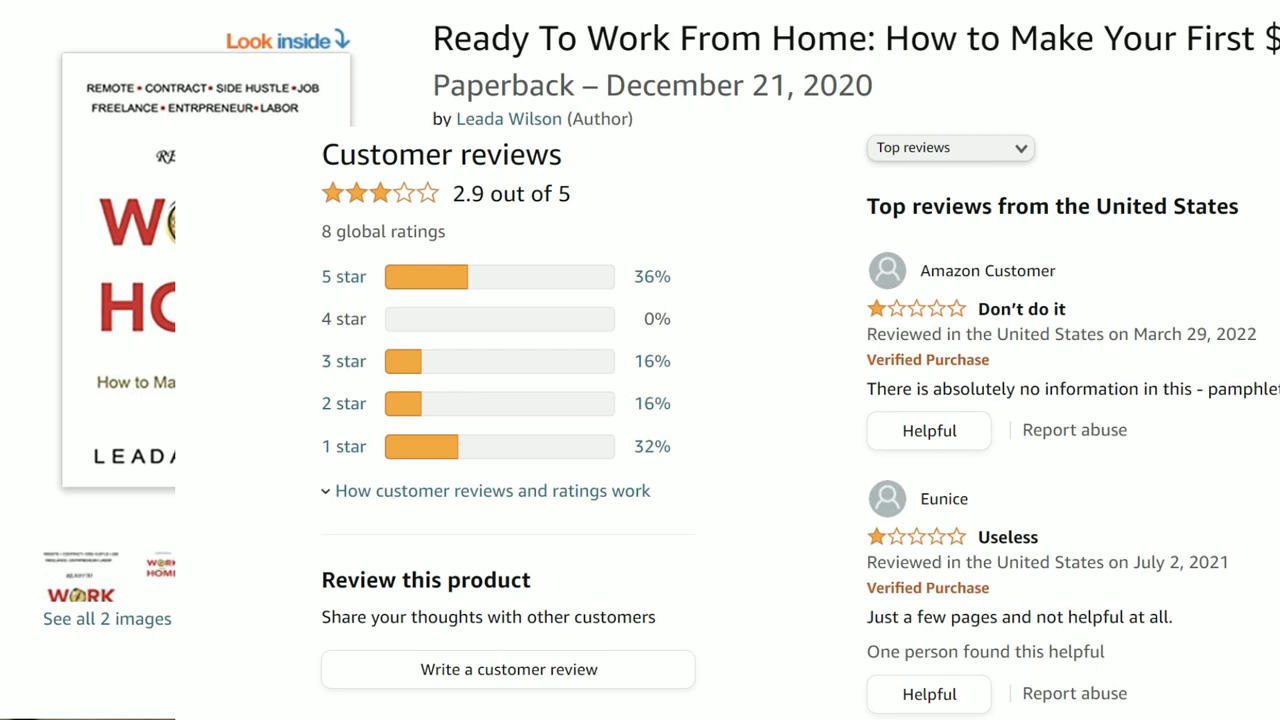 Look inside
Ready To Work From Home: How to Make Your First $
Paperback – December 21, 2020
by Leada Wilson (Author)
REMOTE • CONTRACT • SIDE HUSTLE • JOB
FREELANCE • ENTRPRENEUR • LABOR
RE
WO
HO
How to Ma
LEADA
WORK
WORK
HOME
See all 2 images
Customer reviews
2.9 out of 5
8 global ratings
5 star 36%
4 star 0%
3 star 16%
2 star 16%
1 star 32%
How customer reviews and ratings work
Review this product
Share your thoughts with other customers
Write a customer review
Top reviews
Top reviews from the United States
Amazon Customer
Don’t do it
Reviewed in the United States on March 29, 2022
Verified Purchase
There is absolutely no information in this - pamphlet
Helpful | Report abuse
Eunice
Useless
Reviewed in the United States on July 2, 2021
Verified Purchase
Just a few pages and not helpful at all.
One person found this helpful
Helpful | Report abuse